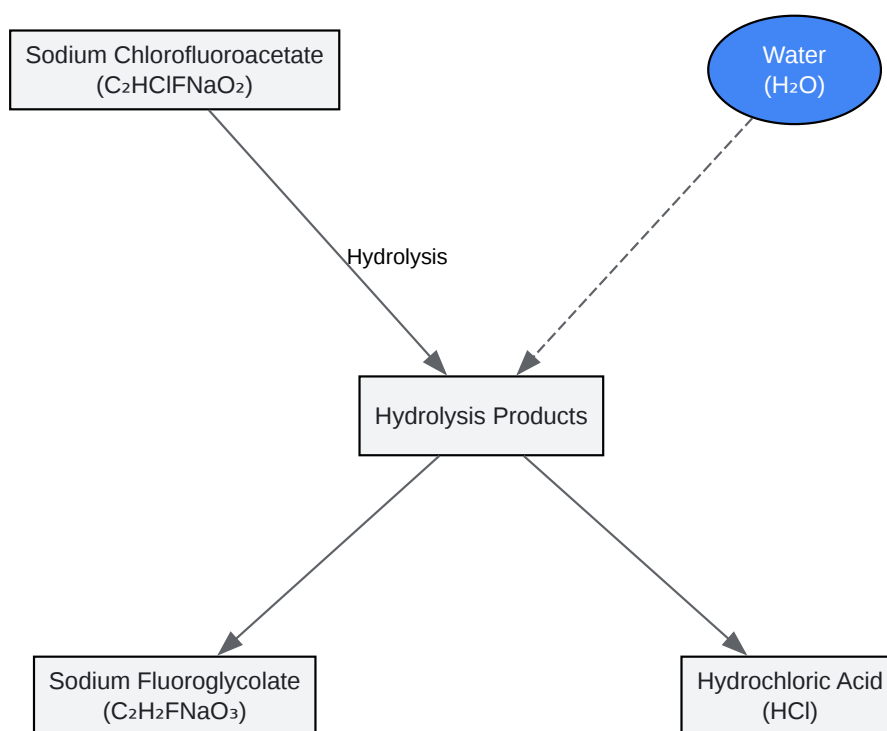 Sodium Chlorofluoroacetate
(C₂HClFNaO₂)
Water
(H₂O)
Hydrolysis
Hydrolysis Products
Sodium Fluoroglycolate
(C₂H₂FNaO₃)
Hydrochloric Acid
(HCl)